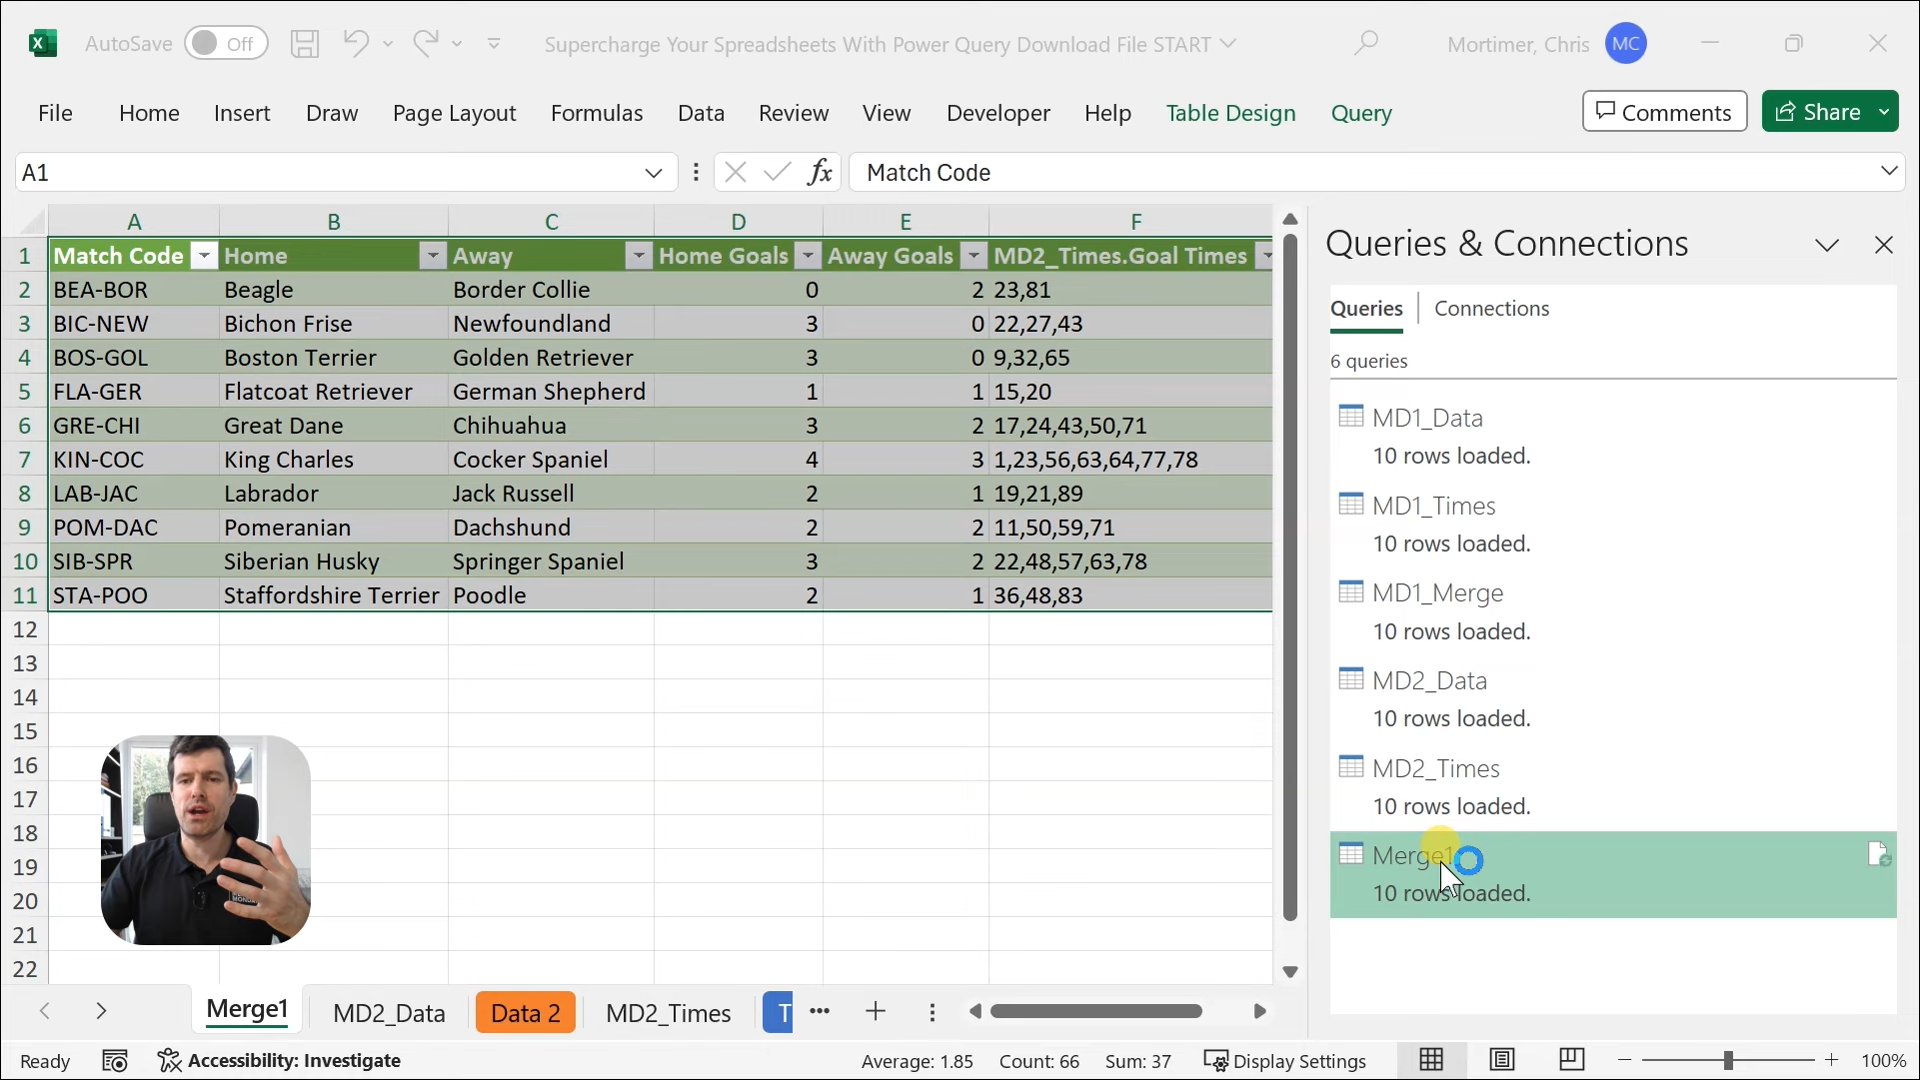 AutoSave Off Supercharge Your Spreadsheets With Power Query Download File START Mortimer, Chris MC
File Home Insert Draw Page Layout Formulas Data Review View Developer Help Table Design Query Comments Share
A1 fx Match Code
A B C D E F
1 Match Code Home Away Home Goals Away Goals MD2_Times.Goal Times
2 BEA-BOR Beagle Border Collie 0 2 23,81
3 BIC-NEW Bichon Frise Newfoundland 3 0 22,27,43
4 BOS-GOL Boston Terrier Golden Retriever 3 0 9,32,65
5 FLA-GER Flatcoat Retriever German Shepherd 1 1 15,20
6 GRE-CHI Great Dane Chihuahua 3 2 17,24,43,50,71
7 KIN-COC King Charles Cocker Spaniel 4 3 1,23,56,63,64,77,78
8 LAB-JAC Labrador Jack Russell 2 1 19,21,89
9 POM-DAC Pomeranian Dachshund 2 2 11,50,59,71
10 SIB-SPR Siberian Husky Springer Spaniel 3 2 22,48,57,63,78
11 STA-POO Staffordshire Terrier Poodle 2 1 36,48,83
12
13
14
15
16
17
18
19
20
21
22
Queries & Connections
Queries Connections
6 queries
MD1_Data
10 rows loaded.
MD1_Times
10 rows loaded.
MD1_Merge
10 rows loaded.
MD2_Data
10 rows loaded.
MD2_Times
10 rows loaded.
Merge1
10 rows loaded.
Merge1 MD2_Data Data 2 MD2_Times T
Ready Accessibility: Investigate Average: 1.85 Count: 66 Sum: 37 Display Settings 100%